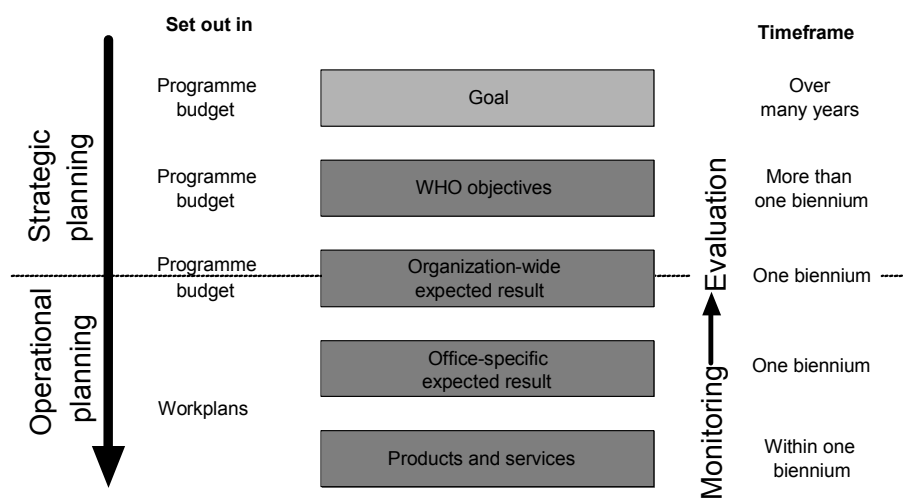 Set out in
Timeframe
Strategic
planning
Programme
budget
Goal
Over
many years
Programme
budget
WHO objectives
More than
one biennium
Evaluation
Programme
budget
Organization-wide
expected result
One biennium
Operational
planning
Office-specific
expected result
One biennium
Monitoring
Workplans
Products and services
Within one
biennium